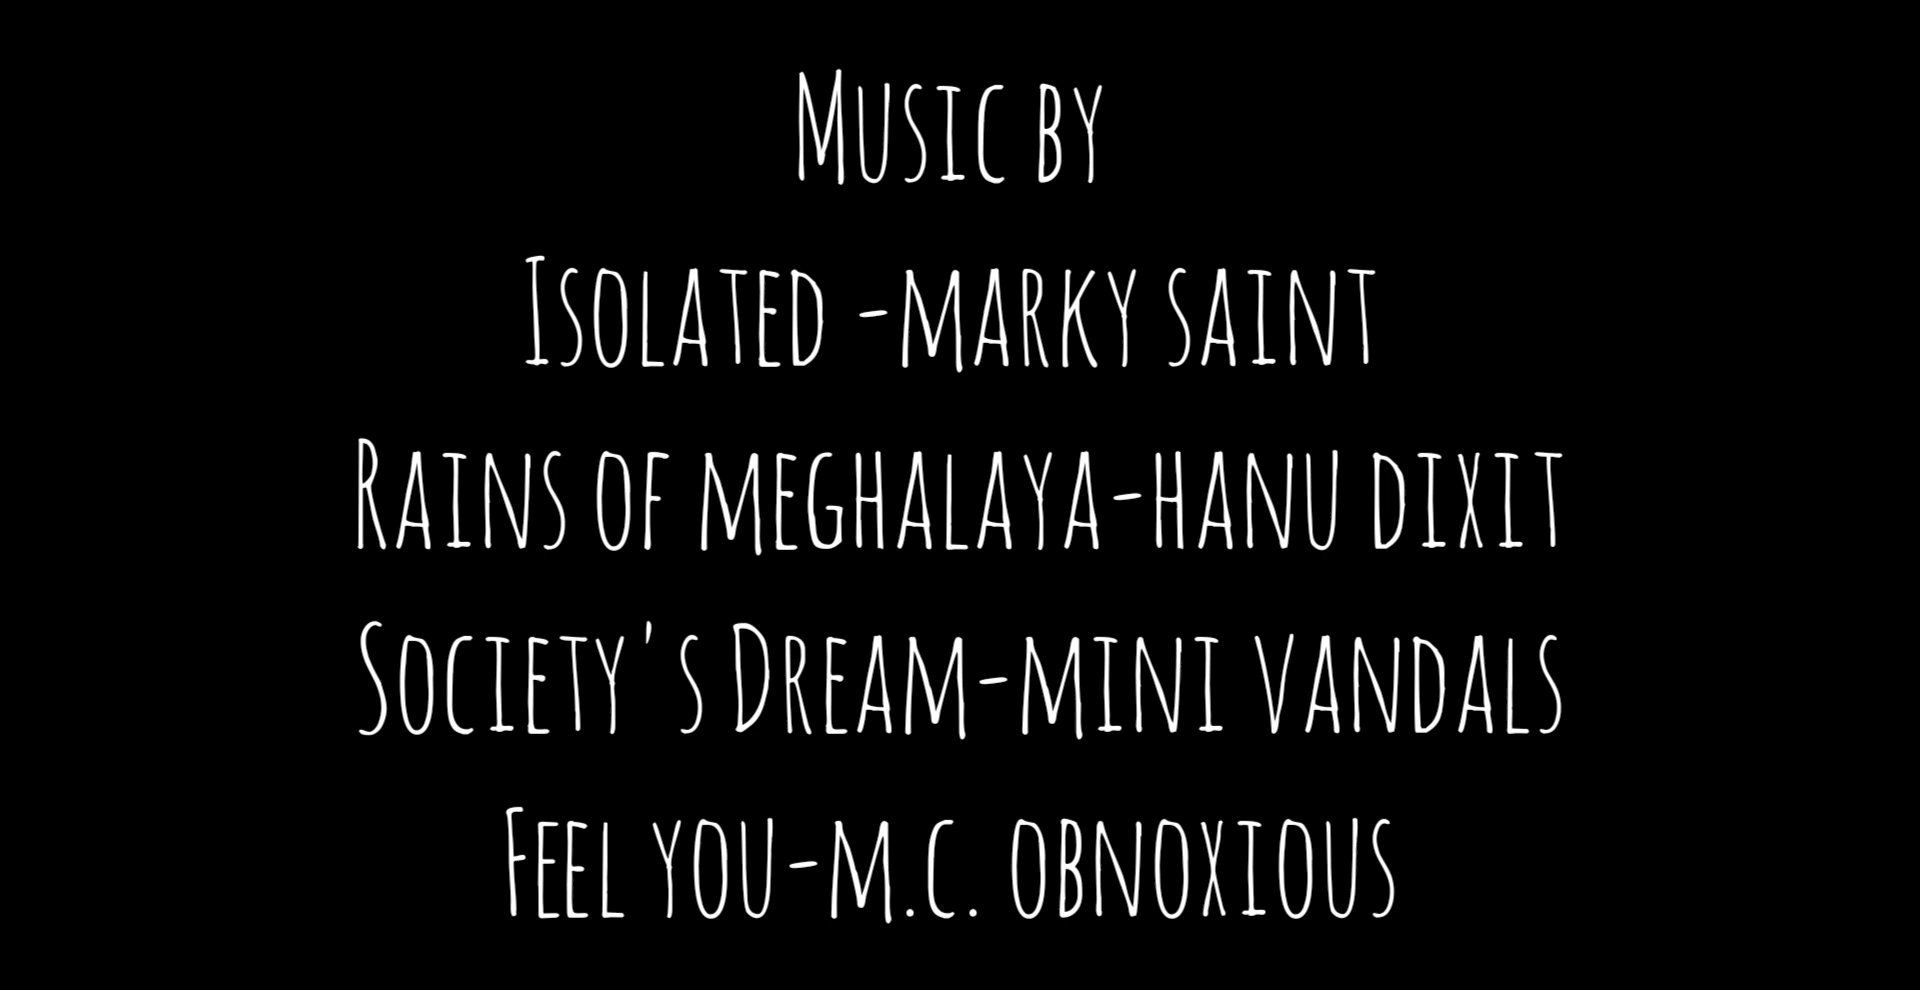 Music by
Isolated -marky saint
Rains of meghalaya-hanu dixit
Society's Dream-mini vandals
Feel you-m.c. obnoxious